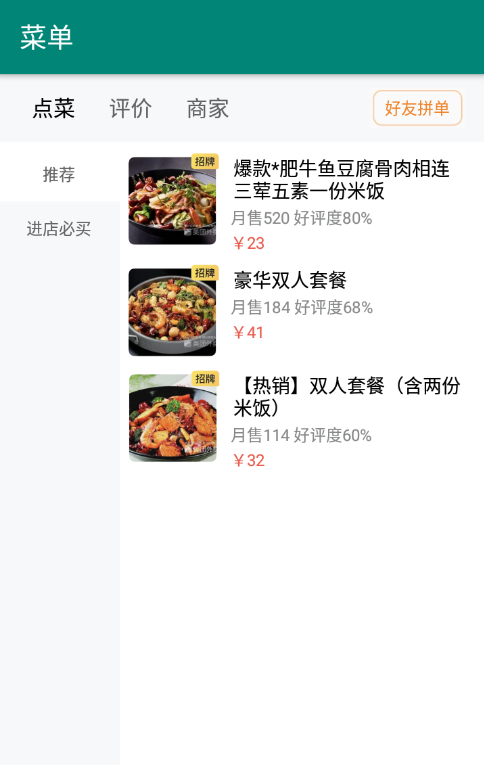 菜单
点菜 评价 商家 好友拼单
推荐
进店必买
招牌
爆款*肥牛鱼豆腐骨肉相连
三荤五素一份米饭
月售520 好评度80%
￥23
招牌
豪华双人套餐
月售184 好评度68%
￥41
招牌
【热销】双人套餐（含两份
米饭）
月售114 好评度60%
￥32